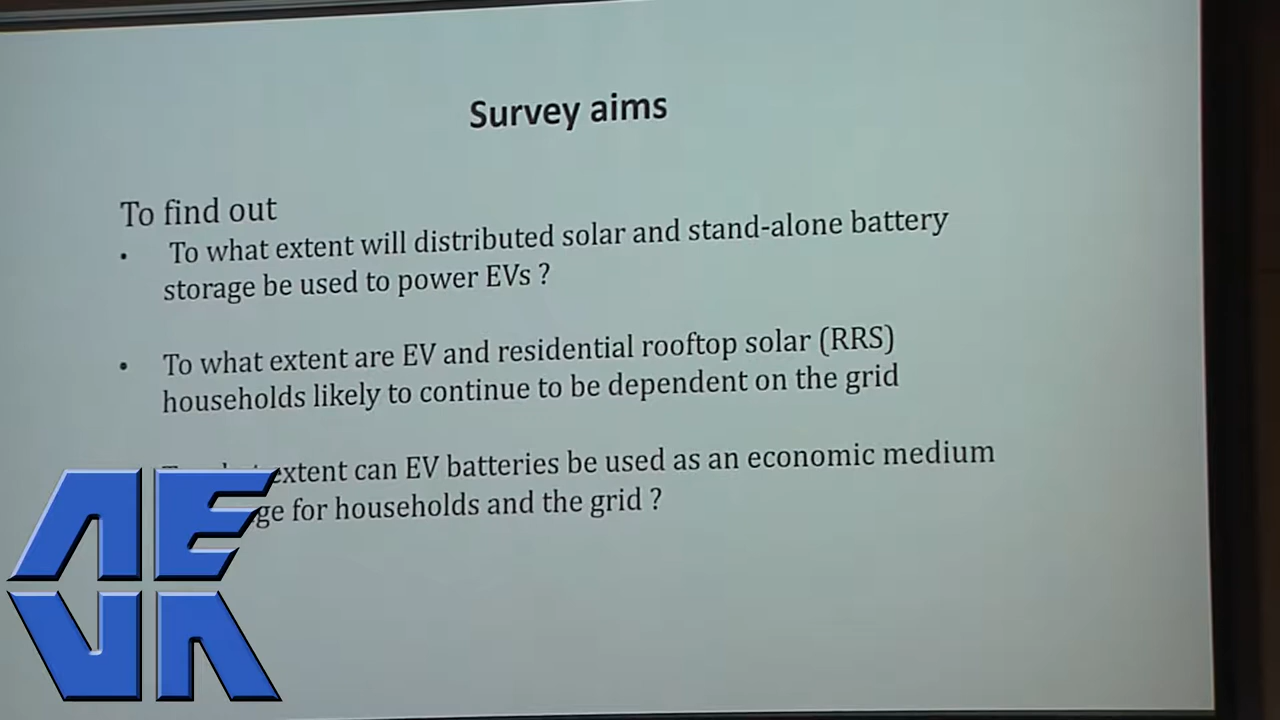 Survey aims
To find out
• To what extent will distributed solar and stand-alone battery
storage be used to power EVs ?
• To what extent are EV and residential rooftop solar (RRS)
households likely to continue to be dependent on the grid
extent can EV batteries be used as an economic medium
for households and the grid ?